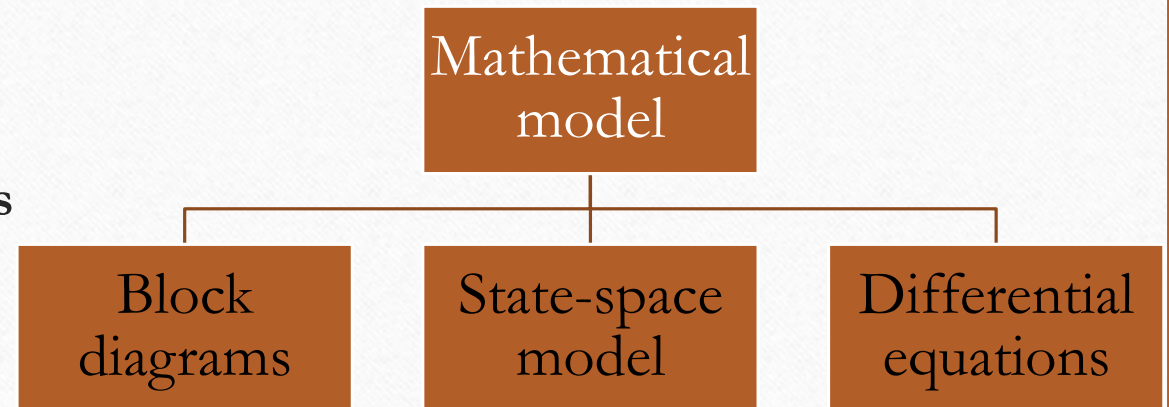 Mathematical
model
s
Block
diagrams
State-space
model
Differential
equations